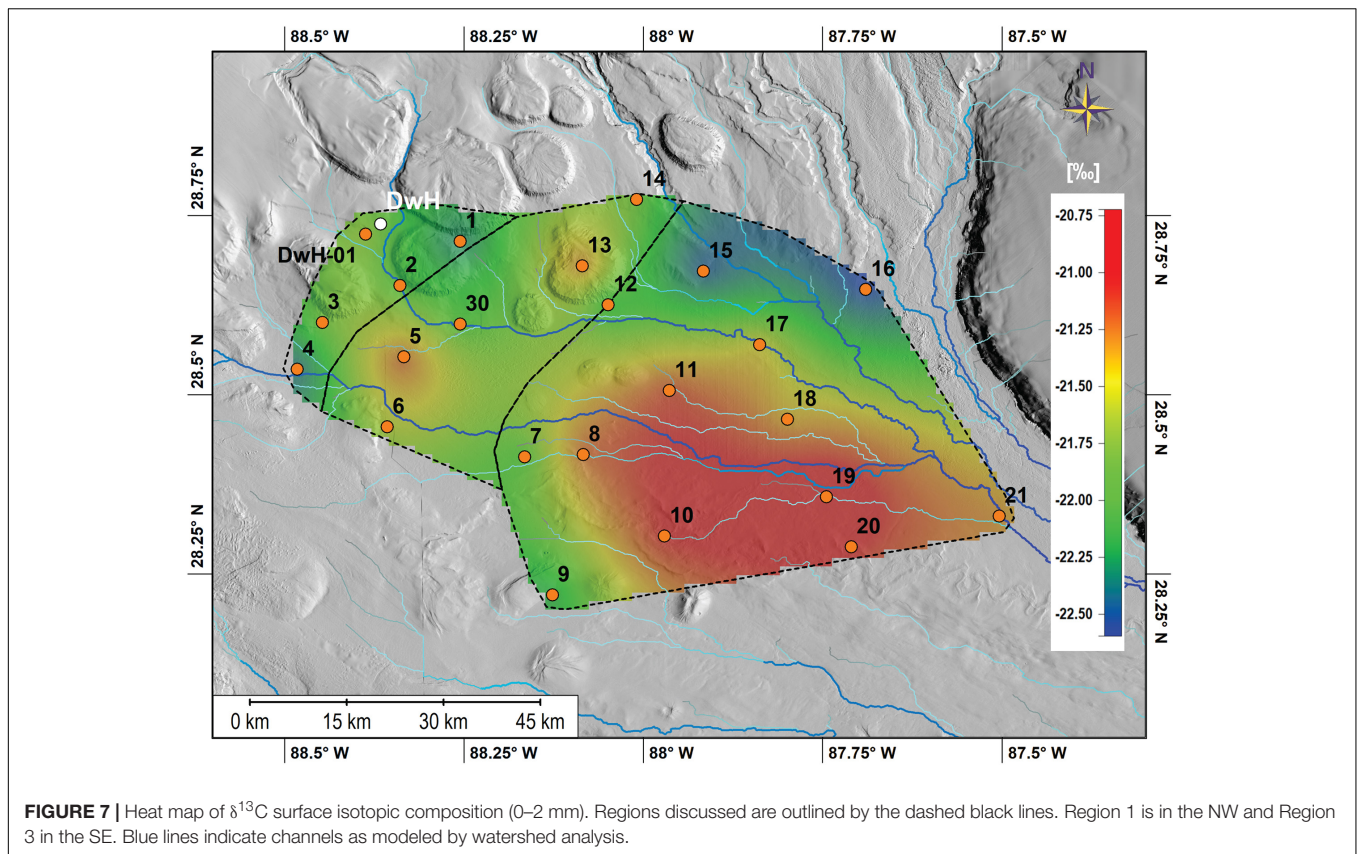 88.5° W 88.25° W 88° W 87.75° W 87.5° W
N
28.75° N
28.75° N
[‰]
-20.75
-21.00
-21.25
-21.50
-21.75
-22.00
-22.25
-22.50
DwH
DwH-01
14
1
13
15
2
16
12
3
30
17
5
4
11
18
6
7
8
19
21
10
20
9
28.5° N
28.5° N
28.25° N
28.25° N
0 km 15 km 30 km 45 km
88.5° W 88.25° W 88° W 87.75° W 87.5° W
FIGURE 7 | Heat map of δ13C surface isotopic composition (0–2 mm). Regions discussed are outlined by the dashed black lines. Region 1 is in the NW and Region
3 in the SE. Blue lines indicate channels as modeled by watershed analysis.